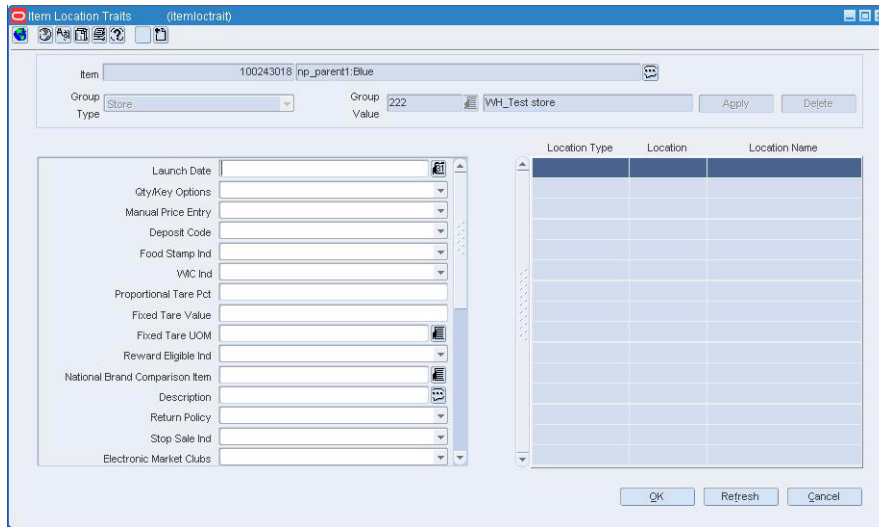 Item Location Traits (itemloctrait)
Item 100243018 np_parent1:Blue
Group Type Store Group Value 222 WH_Test store Apply Delete
Location Type Location Location Name
Launch Date
Qty/Key Options
Manual Price Entry
Deposit Code
Food Stamp Ind
WIC Ind
Proportional Tare Pct
Fixed Tare Value
Fixed Tare UOM
Reward Eligible Ind
National Brand Comparison Item
Description
Return Policy
Stop Sale Ind
Electronic Market Clubs
OK Refresh Cancel